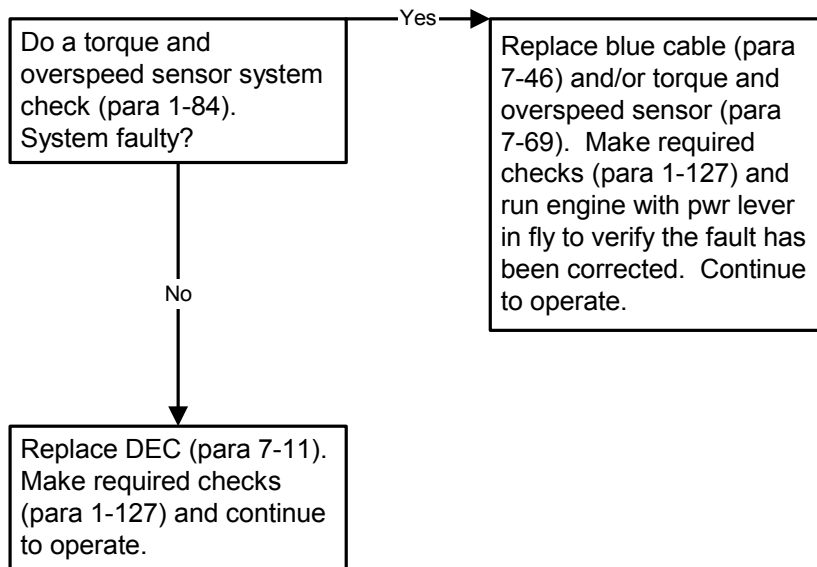 Do a torque and
overspeed sensor system
check (para 1-84).
System faulty?
Yes
Replace blue cable (para
7-46) and/or torque and
overspeed sensor (para
7-69).  Make required
checks (para 1-127) and
run engine with pwr lever
in fly to verify the fault has
been corrected.  Continue
to operate.
No
Replace DEC (para 7-11).
Make required checks
(para 1-127) and continue
to operate.